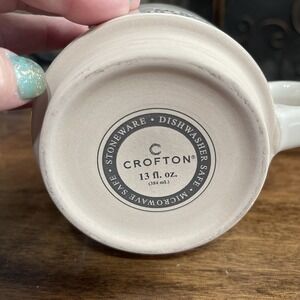 STONEWARE • DISHWASHER SAFE • MICROWAVE SAFE •
C
CROFTON®
13 fl. oz.
(384 ml.)